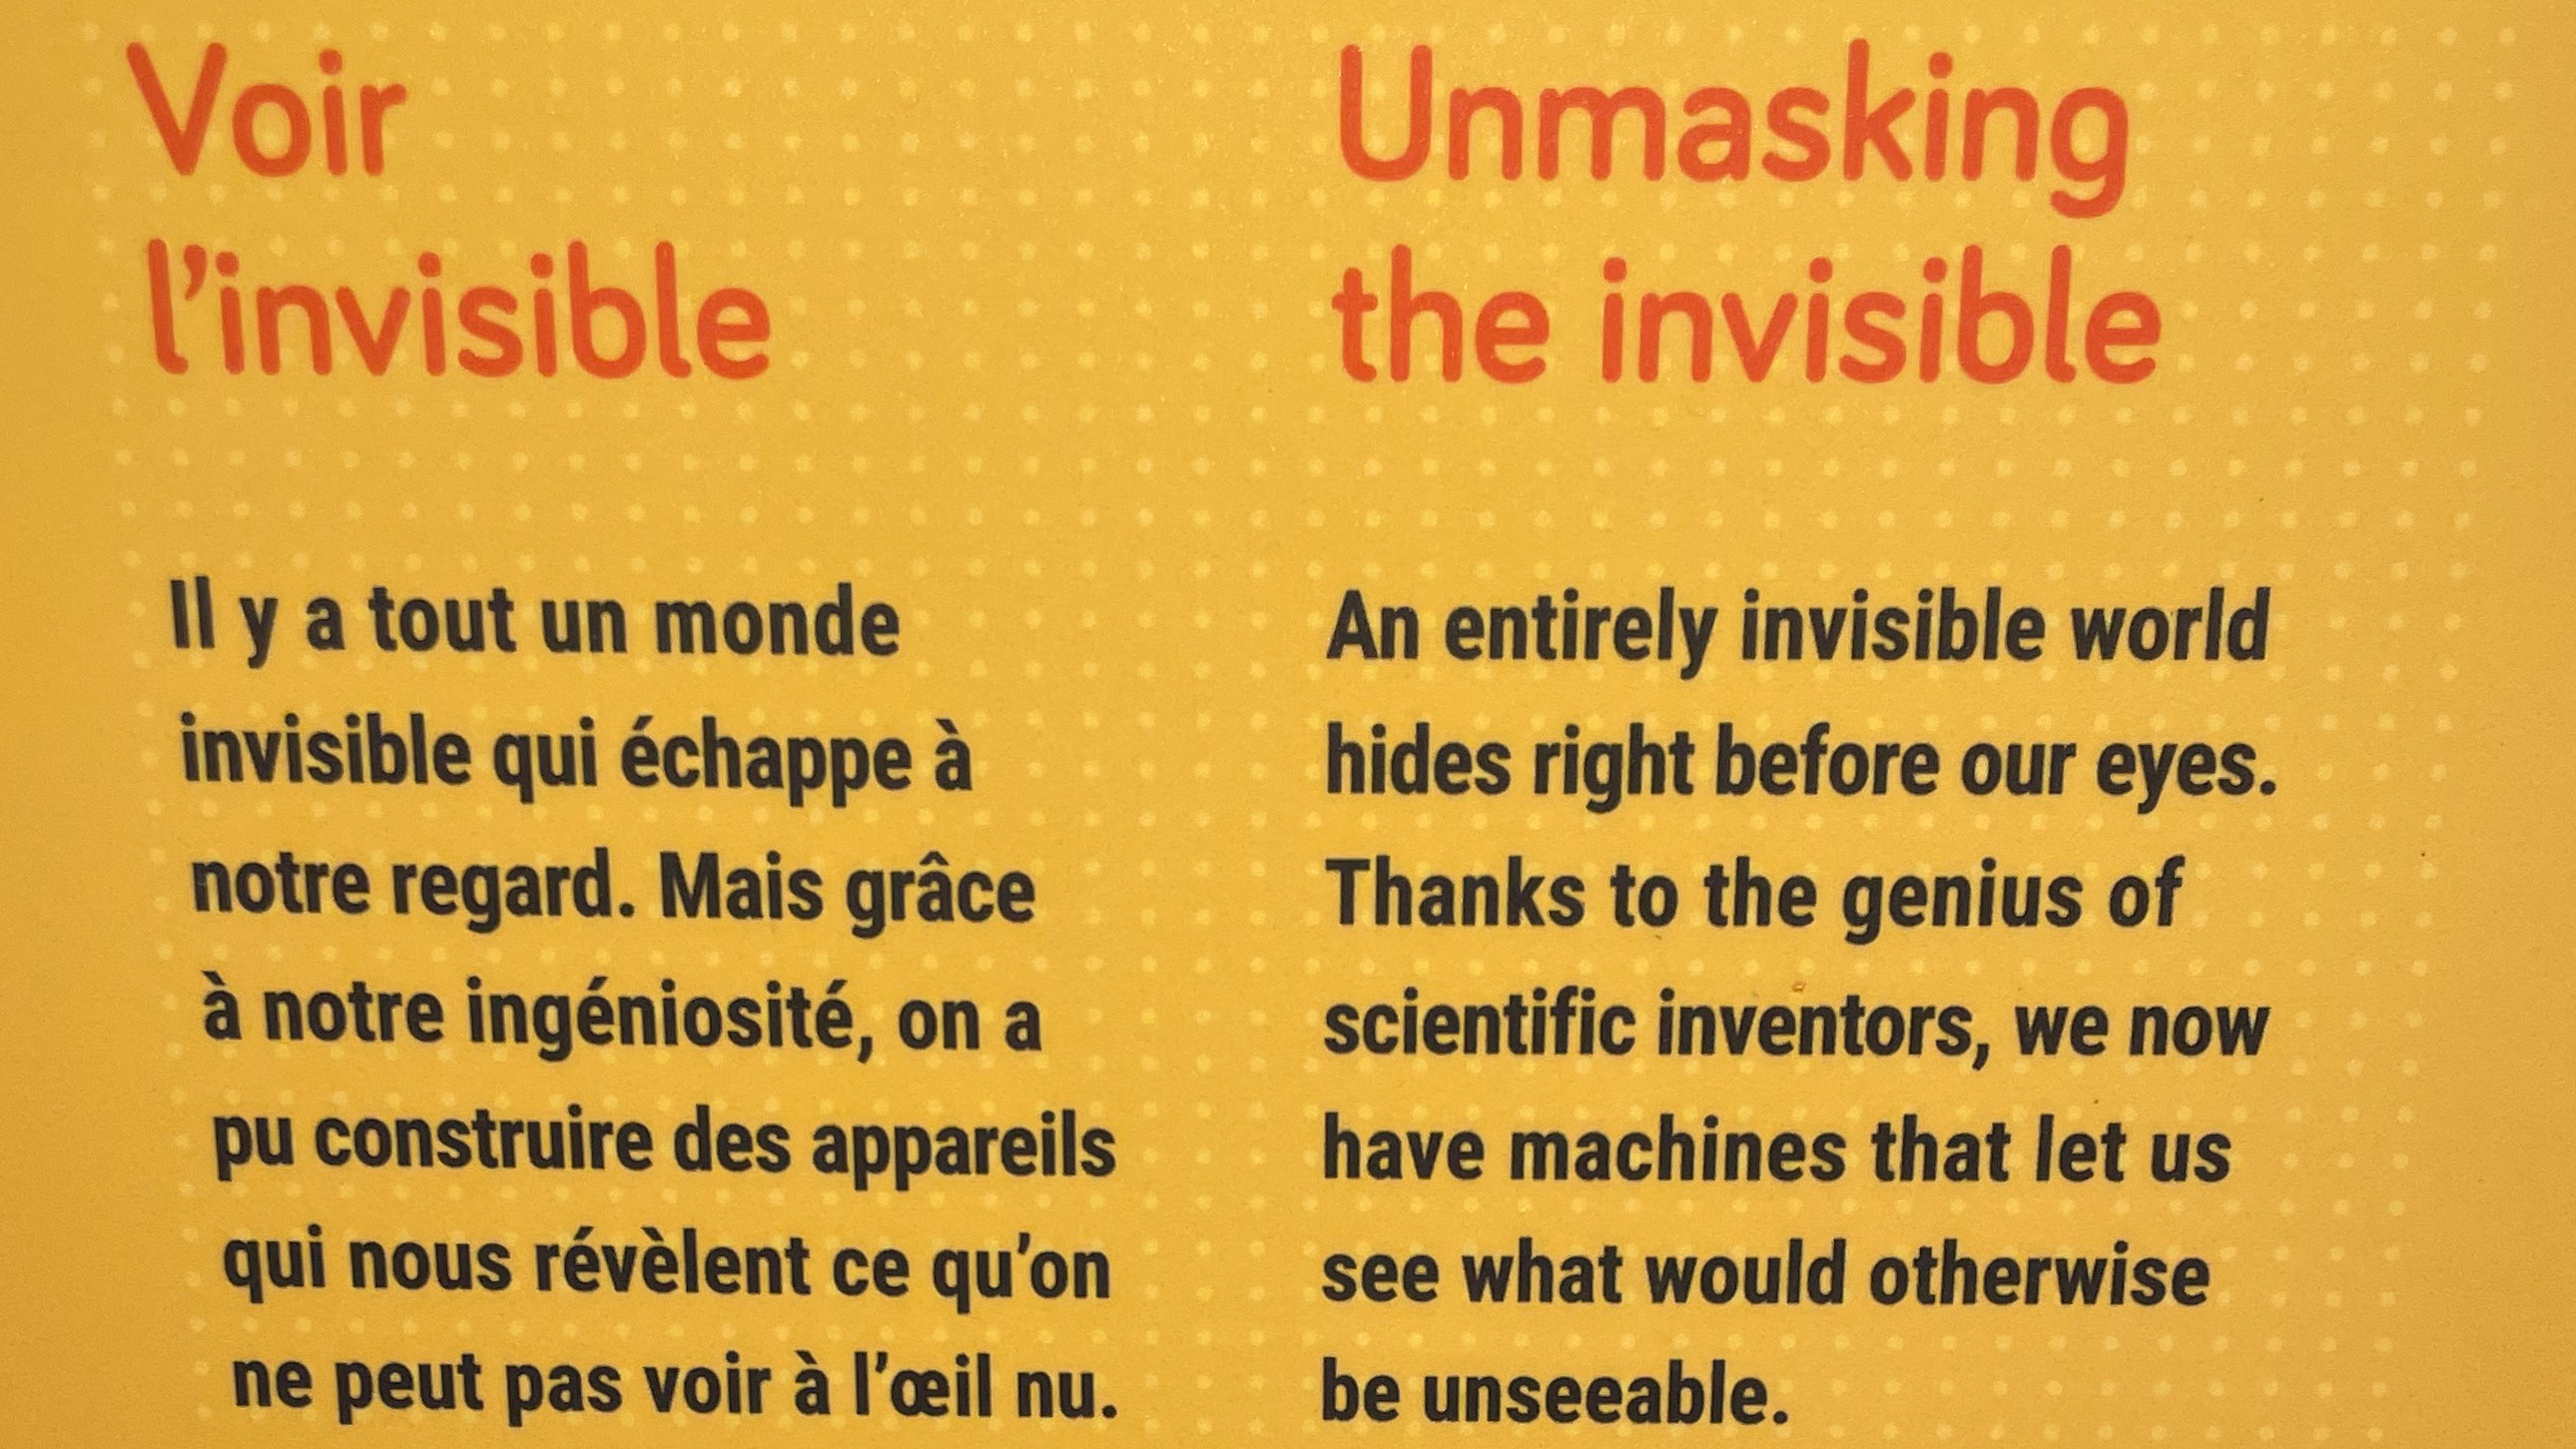 Voir
l’invisible
Il y a tout un monde
invisible qui échappe à
notre regard. Mais grâce
à notre ingéniosité, on a
pu construire des appareils
qui nous révèlent ce qu’on
ne peut pas voir à l’œil nu.
Unmasking
the invisible
An entirely invisible world
hides right before our eyes.
Thanks to the genius of
scientific inventors, we now
have machines that let us
see what would otherwise
be unseeable.